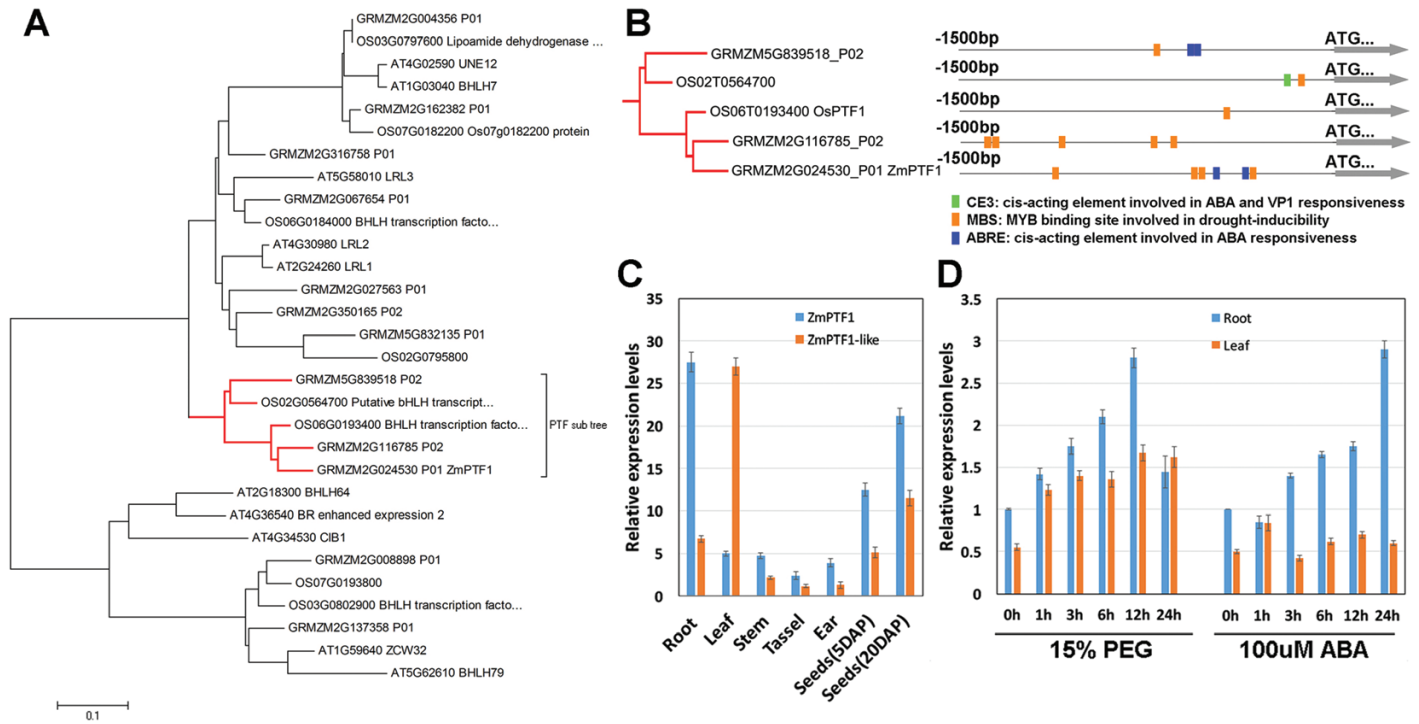 A
GRMZM2G004356 P01
OS03G0797600 Lipoamide dehydrogenase ...
AT4G02590 UNE12
AT1G03040 BHLH7
GRMZM2G162382 P01
OS07G0182200 Os07g0182200 protein
GRMZM2G316758 P01
AT5G58010 LRL3
GRMZM2G067654 P01
OS06G0184000 BHLH transcription facto...
AT4G30980 LRL2
AT2G24260 LRL1
GRMZM2G027563 P01
GRMZM2G350165 P02
GRMZM5G832135 P01
OS02G0795800
GRMZM5G839518 P02
OS02G0564700 Putative bHLH transcript...
OS06G0193400 BHLH transcription facto...
GRMZM2G116785 P02
GRMZM2G024530 P01 ZmPTF1
PTF sub tree
AT2G18300 BHLH64
AT4G36540 BR enhanced expression 2
AT4G34530 CIB1
GRMZM2G008898 P01
OS07G0193800
OS03G0802900 BHLH transcription facto...
GRMZM2G137358 P01
AT1G59640 ZCW32
AT5G62610 BHLH79
0.1
B
GRMZM5G839518_P02
OS02T0564700
OS06T0193400 OsPTF1
GRMZM2G116785_P02
GRMZM2G024530_P01 ZmPTF1
-1500bp ATG...
-1500bp ATG...
-1500bp ATG...
-1500bp ATG...
-1500bp ATG...
CE3: cis-acting element involved in ABA and VP1 responsiveness
MBS: MYB binding site involved in drought-inducibility
ABRE: cis-acting element involved in ABA responsiveness
C
Relative expression levels
35
30
25
20
15
10
5
0
ZmPTF1
ZmPTF1-like
Root Leaf Stem Tassel Ear Seeds(5DAP) Seeds(20DAP)
D
Relative expression levels
3.5
3
2.5
2
1.5
1
0.5
0
Root
Leaf
0h 1h 3h 6h 12h 24h 0h 1h 3h 6h 12h 24h
15% PEG 100uM ABA